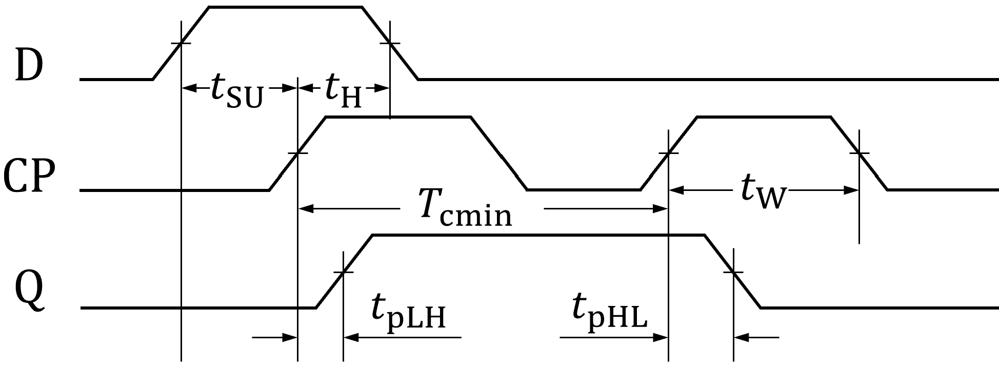 D
tSU tH
CP
Tcmin tW
Q
tpLH tpHL